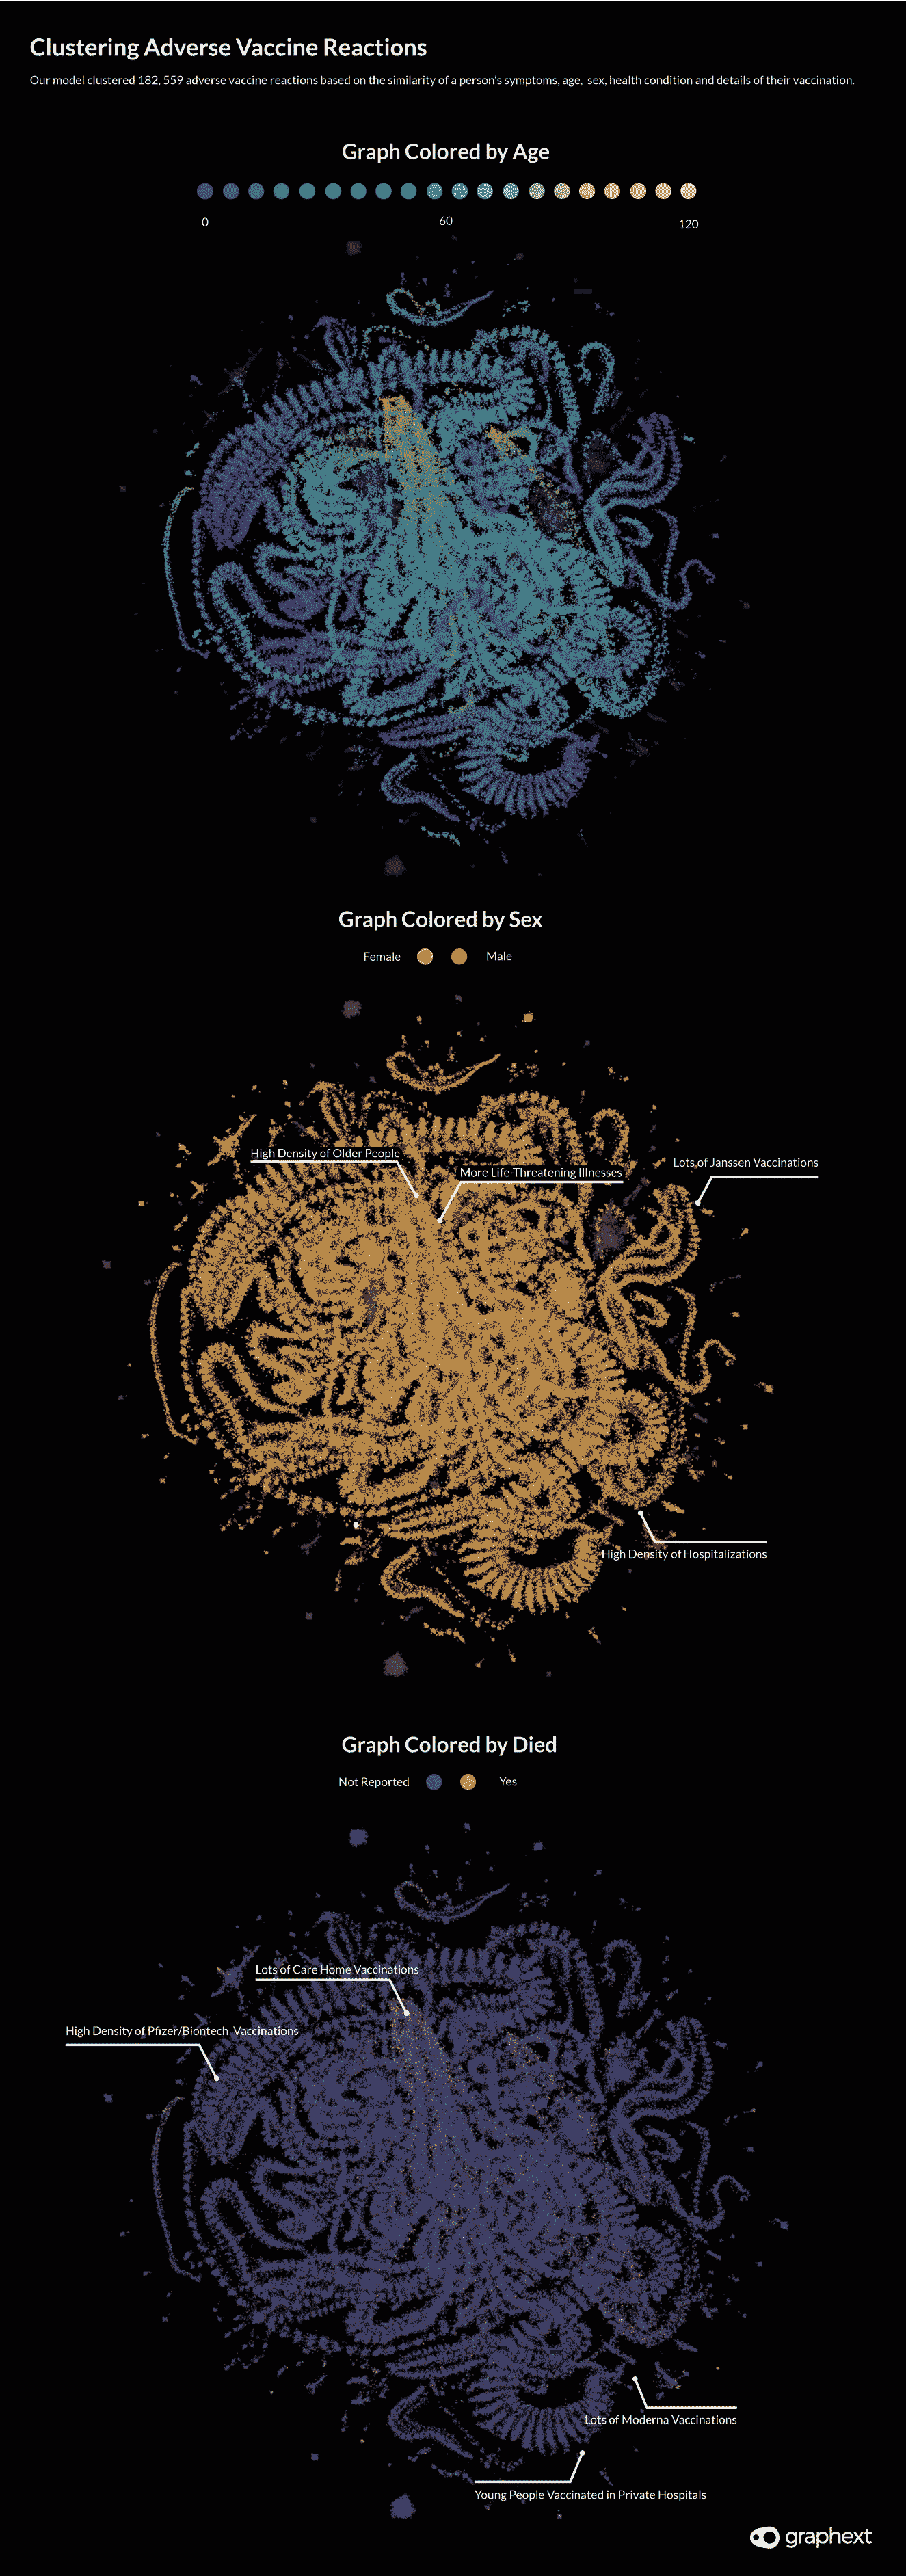 Clustering Adverse Vaccine Reactions
Our model clustered 182, 559 adverse vaccine reactions based on the similarity of a person's symptoms, age, sex, health condition and details of their vaccination.
Graph Colored by Age
0 60 120
Graph Colored by Sex
Female Male
High Density of Older People
Lots of Janssen Vaccinations
More Life-Threatening Illnesses
High Density of Hospitalizations
Graph Colored by Died
Not Reported Yes
Lots of Care Home Vaccinations
High Density of Pfizer/Biontech Vaccinations
Lots of Moderna Vaccinations
Young People Vaccinated in Private Hospitals
graphext